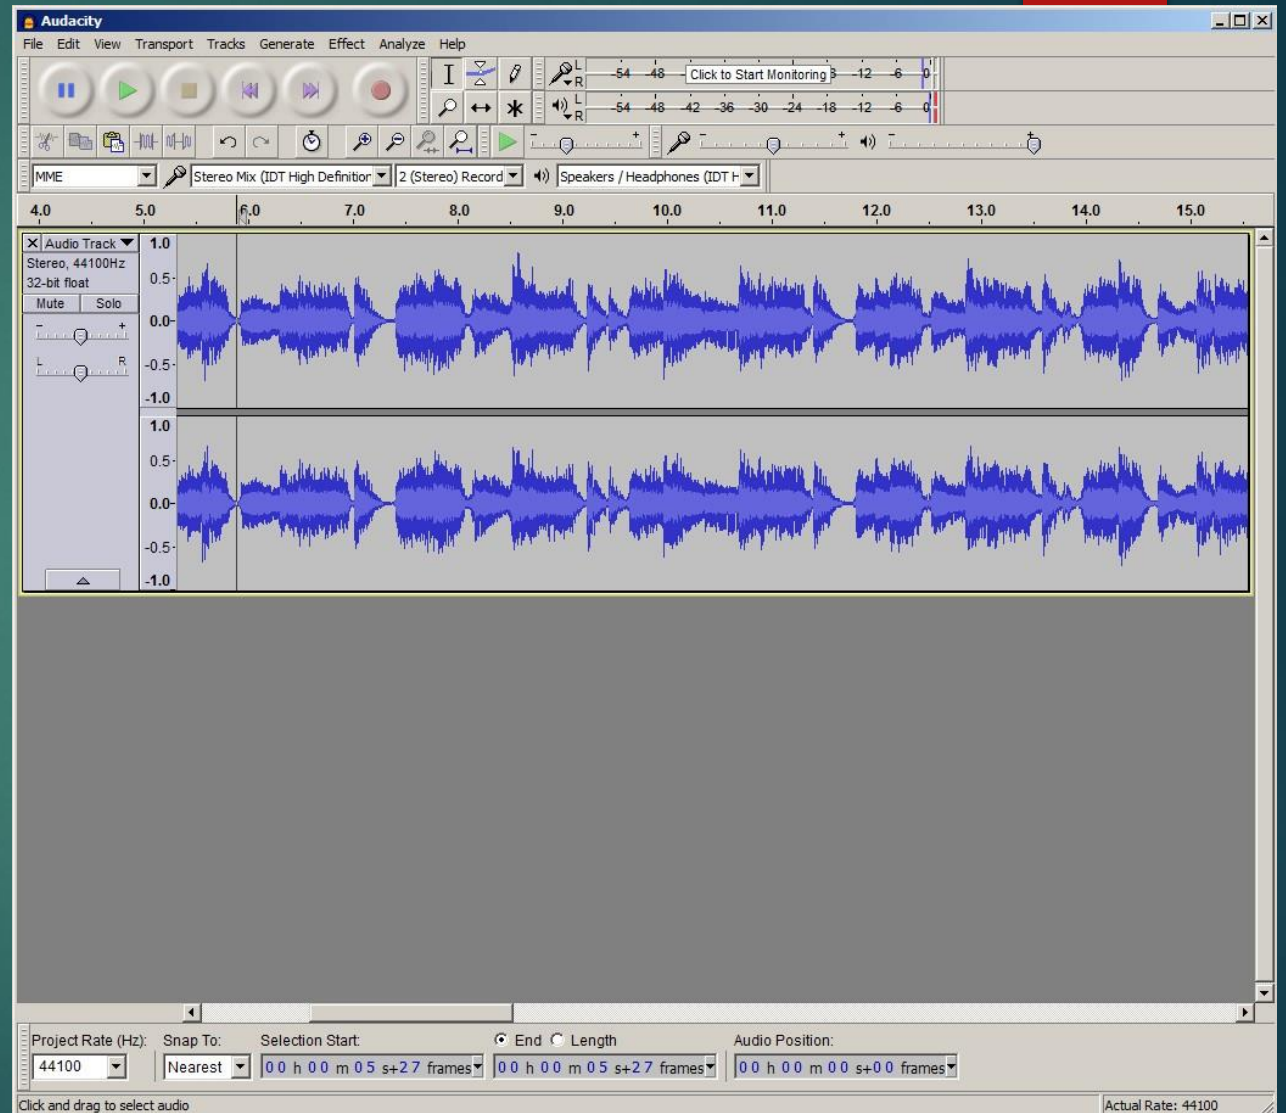 Audacity
File Edit View Transport Tracks Generate Effect Analyze Help
L
R
-54 -48 - Click to Start Monitoring 3 -12 -6 0
L
R
-54 -48 -42 -36 -30 -24 -18 -12 -6 0
- + - + - +
MME Stereo Mix (IDT High Definition 2 (Stereo) Record Speakers / Headphones (IDT H
4.0 5.0 6.0 7.0 8.0 9.0 10.0 11.0 12.0 13.0 14.0 15.0
X Audio Track 1.0
Stereo, 44100Hz
32-bit float 0.5
Mute Solo
- + 0.0
L R -0.5
-1.0
1.0
0.5
0.0
-0.5
-1.0
Project Rate (Hz): Snap To: Selection Start: End Length Audio Position:
44100 Nearest 00 h 00 m 05 s+27 frames 00 h 00 m 05 s+27 frames 00 h 00 m 00 s+00 frames
Click and drag to select audio Actual Rate: 44100